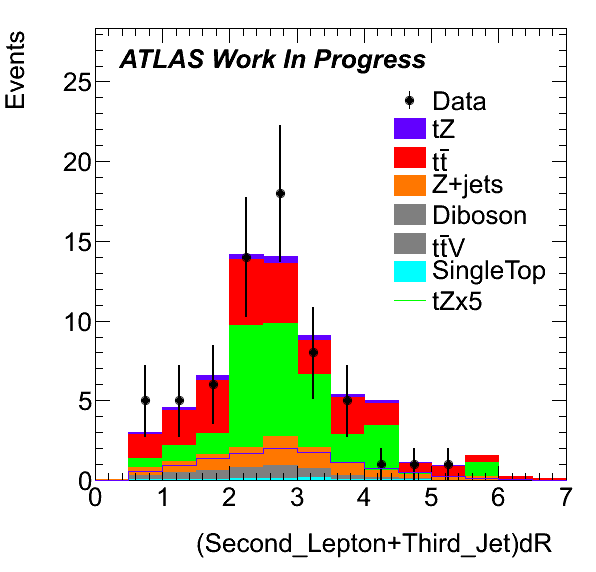 Events
ATLAS Work In Progress
Data
tZ
tt̄
Z+jets
Diboson
tt̄V
SingleTop
tZx5
25
20
15
10
5
0
0 1 2 3 4 5 6 7
(Second_Lepton+Third_Jet)dR